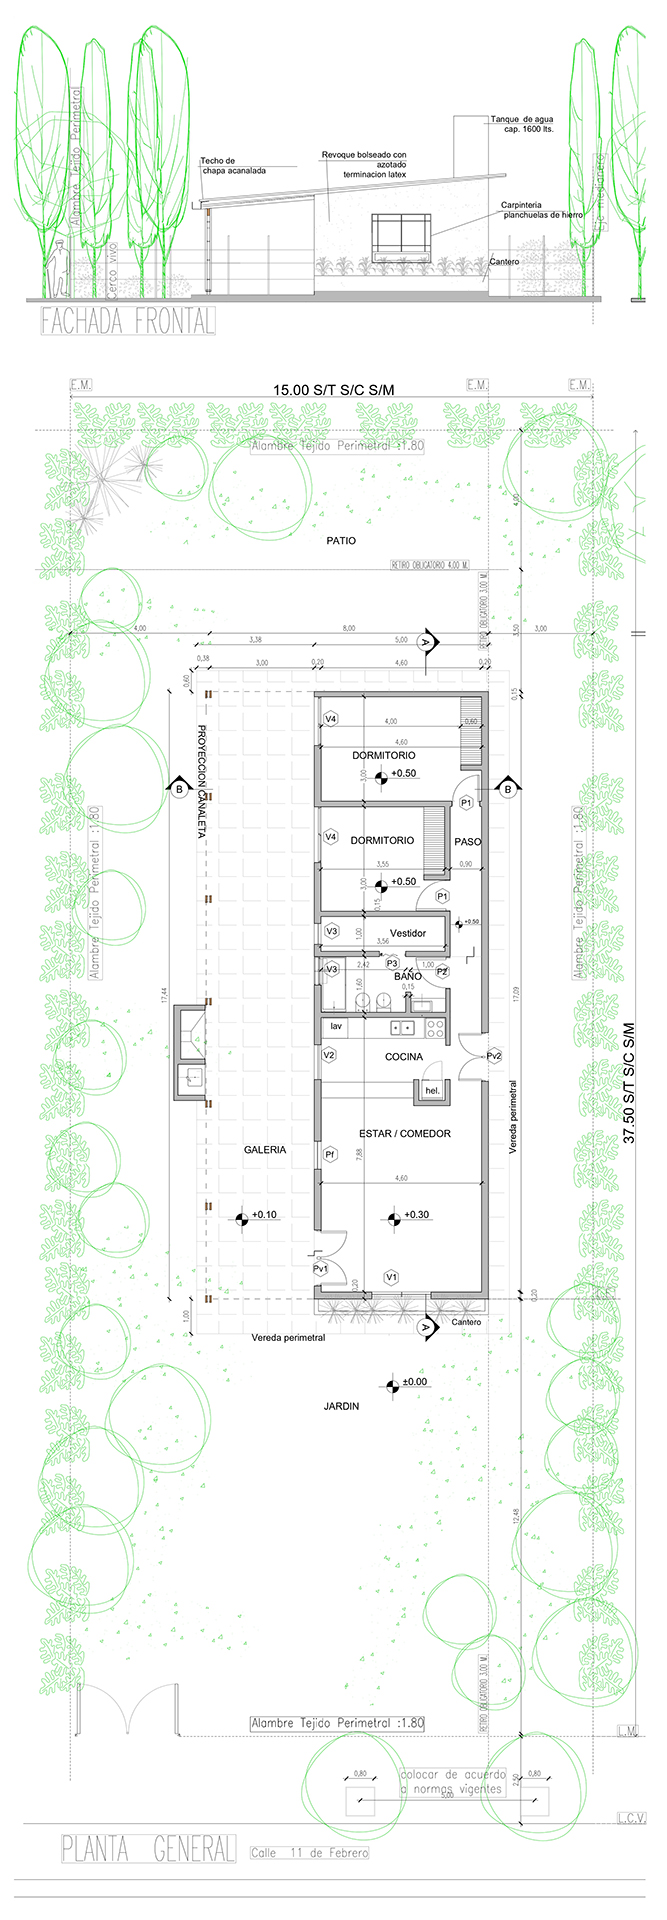 Tanque de agua
cap. 1600 lts.
Revoque bolseado con
azotado
terminacion latex
Techo de
chapa acanalada
Alambre Tejido Perimetral
Eje medianero
Carpinteria
planchuelas de hierro
Cerco vivo
Cantero
FACHADA FRONTAL
E.M.
E.M.
E.M.
15.00 S/T S/C S/M
Alambre Tejido Perimetral :1.80
4,00
PATIO
RETIRO OBLIGATORIO 4.00 M.
RETIRO OBLIGATORIO 3.00 M.
3,50
4,00
8,00
3,00
3,38
5,00
A
0,38
3,00
0,20
4,60
0,20
0,60
0,15
V4
4,00
0,60
4,60
DORMITORIO
+0.50
3,00
PROYECCION CANALETA
B
B
P1
V4
DORMITORIO
PASO
Alambre Tejido Perimetral :1.80
Alambre Tejido Perimetral :1.80
3,55
0,90
+0.50
3,00
0,15
P1
+0.50
V3
1,00
Vestidor
3,56
V3
2,42
P3
1,00
P2
BAÑO
1,60
0,15
17,44
17,09
lav
V2
COCINA
Pv2
hel.
37.50 S/T S/C S/M
Vereda perimetral
ESTAR / COMEDOR
GALERIA
Pf
7,88
4,60
+0.10
+0.30
Pv1
V1
0,20
0,20
1,00
Cantero
A
Vereda perimetral
±0.00
JARDIN
12,48
RETIRO OBLIGATORIO 3.00 M.
Alambre Tejido Perimetral :1.80
L.M.
0,80
colocar de acuerdo
a normas vigentes
0,80
2,50
5,00
L.C.V.
PLANTA GENERAL
Calle 11 de Febrero